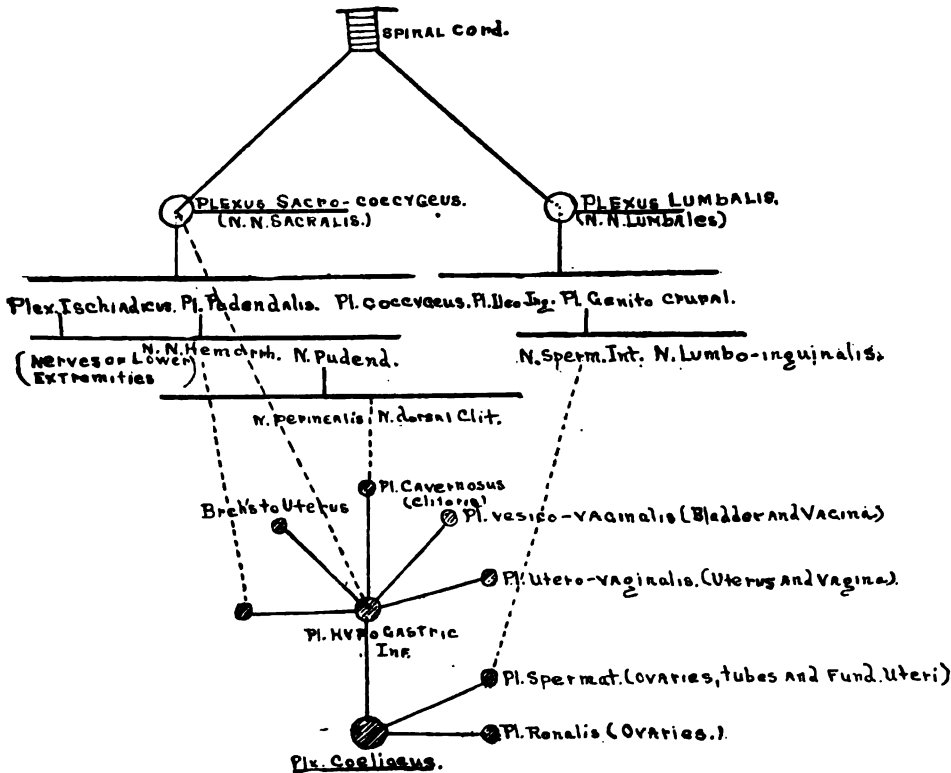 SPIRAL Cord.
PLEXUS SACRO-COECYGEUS.
(N.N.SACRALIS.)
PLEXUS LUMBALIS.
(N.N.LUMBALES)
Plex.Ischiadicus. Pl. Pudendalis. Pl. Coccygeus. Pl. Ileo Ing. Pl. Genito crural.
(Nerves of Lower Extremities)
N.N.Hemorrh. N. Pudend.
N.Sperm.Int. N. Lumbo-inguinalis.
N. perinealis N.dorsal Clit.
Pl. Cavernosus
(Clitoris)
Brchs to Uterus
Pl. Vesico-Vaginalis (Bladder And Vagina)
Pl. Utero-vaginalis. (Uterus And Vagina).
Pl. Hypogastric
Inf.
Pl. Spermat. (Ovaries, tubes and Fund. Uteri)
Pl. Renalis (Ovaries.).
Plx. Coeliacus.